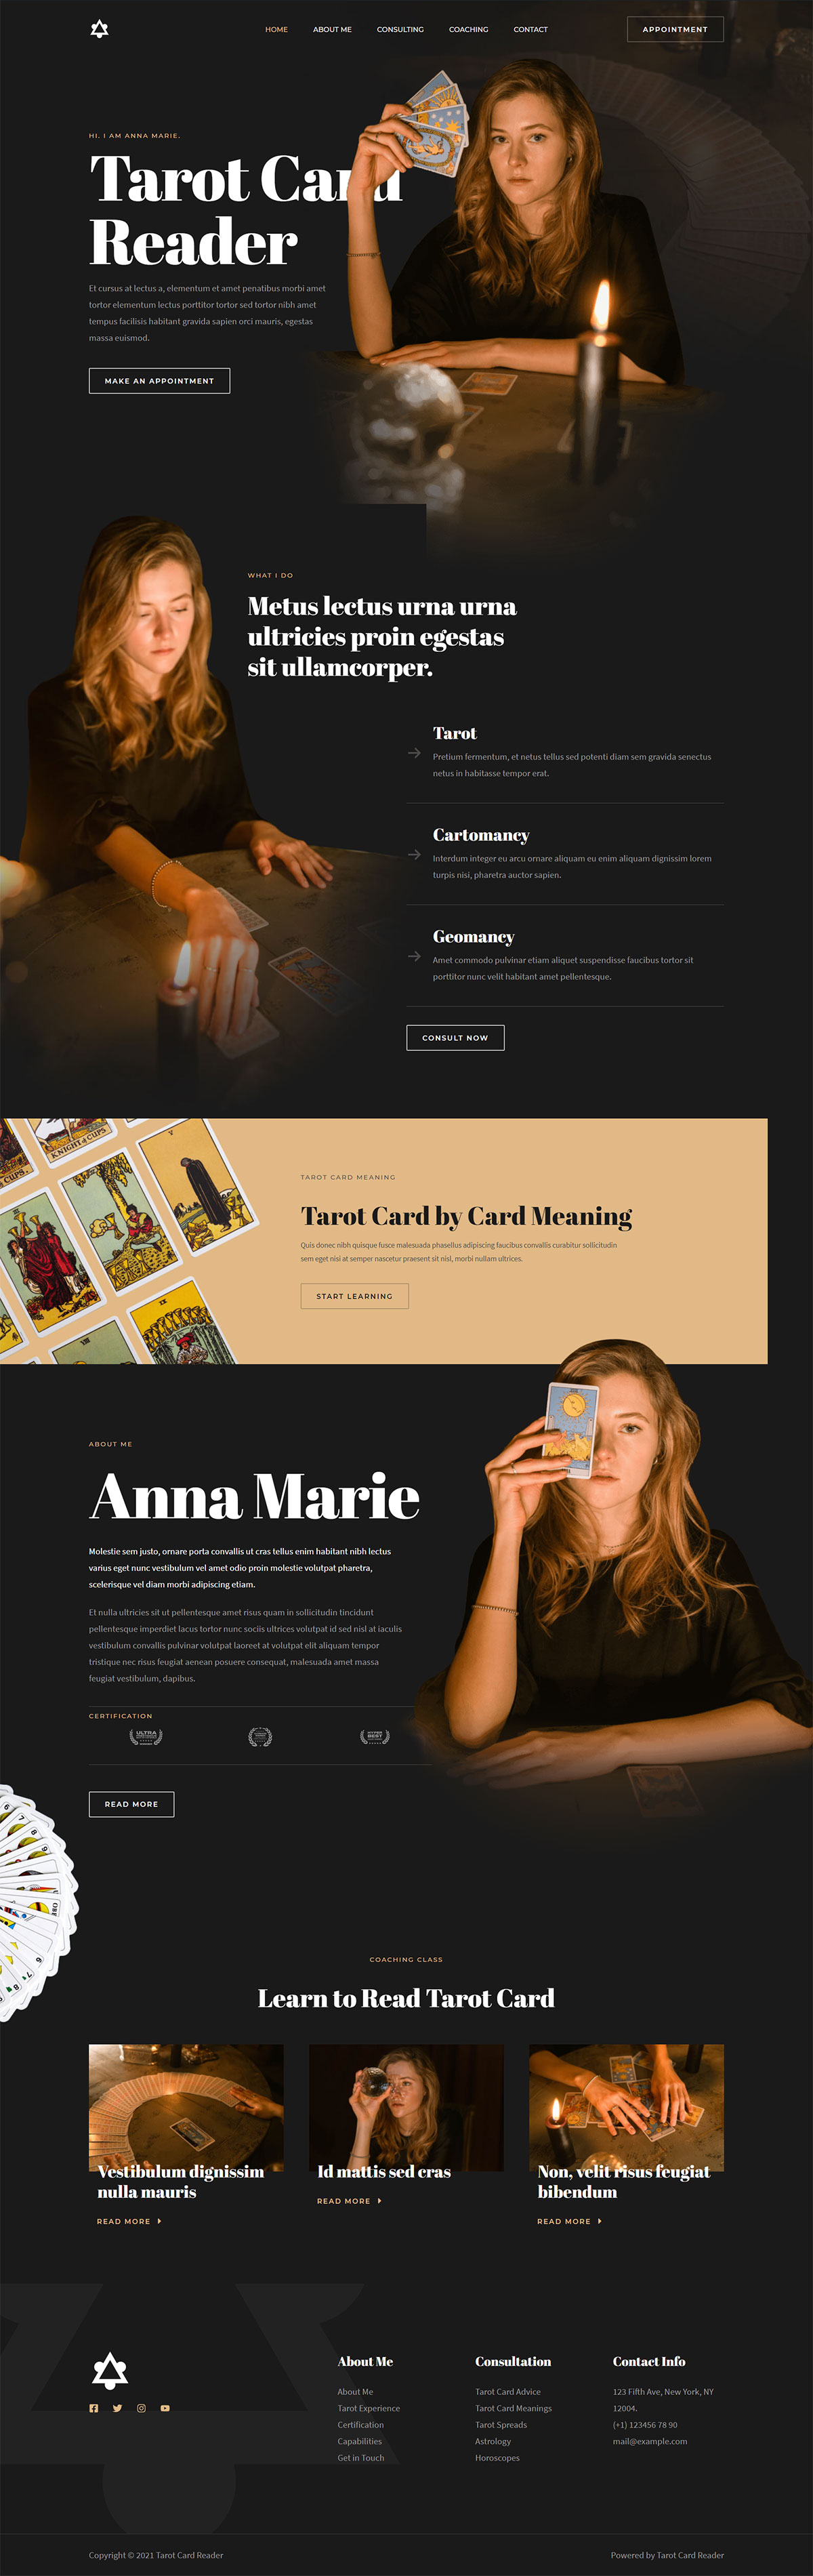 HOME
ABOUT ME
CONSULTING
COACHING
CONTACT
APPOINTMENT
HI. I AM ANNA MARIE.
Tarot Card
Reader
Et cursus at lectus a, elementum et amet penatibus morbi amet
tortor elementum lectus porttitor tortor sed tortor nibh amet
tempus facilisis habitant gravida sapien orci mauris, egestas
massa euismod.
MAKE AN APPOINTMENT
WHAT I DO
Metus lectus urna urna
ultricies proin egestas
sit ullamcorper.
Tarot
Pretium fermentum, et netus tellus sed potenti diam sem gravida senectus
netus in habitasse tempor erat.
Cartomancy
Interdum integer eu arcu ornare aliquam eu enim aliquam dignissim lorem
turpis nisi, pharetra auctor sapien.
Geomancy
Amet commodo pulvinar etiam aliquet suspendisse faucibus tortor sit
porttitor nunc velit habitant amet pellentesque.
CONSULT NOW
CUPS.
KNIGHT of CUPS.
V
IX
VIII
TAROT CARD MEANING
Tarot Card by Card Meaning
Quis donec nibh quisque fusce malesuada phasellus adipiscing faucibus convallis curabitur sollicitudin
sem eget nisi at semper nascetur praesent sit nisl, morbi nullam ultrices.
START LEARNING
ABOUT ME
Anna Marie
Molestie sem justo, ornare porta convallis ut cras tellus enim habitant nibh lectus
varius eget nunc vestibulum vel amet odio proin molestie volutpat pharetra,
scelerisque vel diam morbi adipiscing etiam.
Et nulla ultricies sit ut pellentesque amet risus quam in sollicitudin tincidunt
pellentesque imperdiet lacus tortor nunc sociis ultrices volutpat id sed nisl at iaculis
vestibulum convallis pulvinar volutpat laoreet at volutpat elit aliquam tempor
tristique nec risus feugiat aenean posuere consequat, malesuada amet massa
feugiat vestibulum, dapibus.
CERTIFICATION
ULTRA
BEST
READ MORE
COACHING CLASS
Learn to Read Tarot Card
Vestibulum dignissim
nulla mauris
READ MORE
Id mattis sed cras
READ MORE
Non, velit risus feugiat
bibendum
READ MORE
About Me
About Me
Tarot Experience
Certification
Capabilities
Get in Touch
Consultation
Tarot Card Advice
Tarot Card Meanings
Tarot Spreads
Astrology
Horoscopes
Contact Info
123 Fifth Ave, New York, NY
12004.
(+1) 123456 78 90
mail@example.com
Copyright © 2021 Tarot Card Reader
Powered by Tarot Card Reader